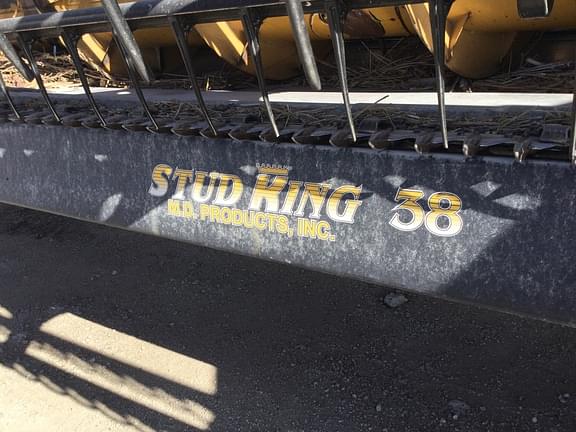 STUD KING 38
M.D. PRODUCTS, INC.